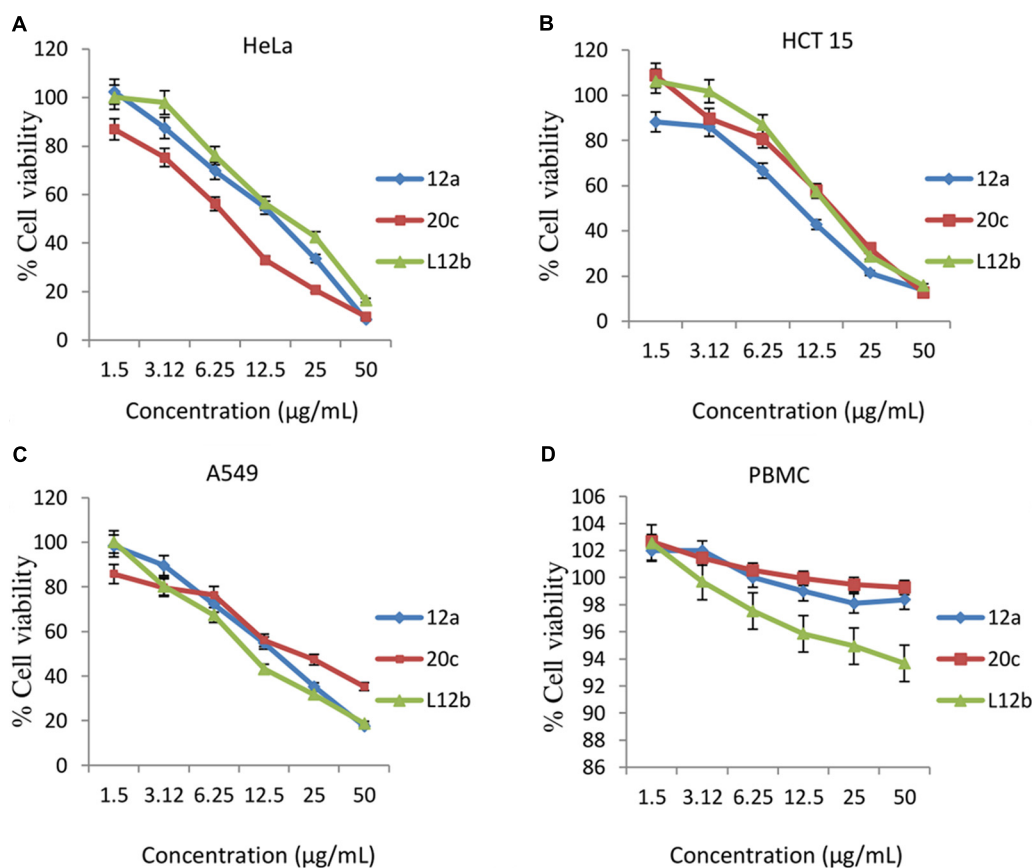 A
HeLa
120
100
80
60
40
20
0
% Cell viability
1.5 3.12 6.25 12.5 25 50
Concentration (µg/mL)
12a
20c
L12b
B
HCT 15
120
100
80
60
40
20
0
% Cell viability
1.5 3.12 6.25 12.5 25 50
Concentration (µg/mL)
12a
20c
L12b
C
A549
120
100
80
60
40
20
0
% Cell viability
1.5 3.12 6.25 12.5 25 50
Concentration (µg/mL)
12a
20c
L12b
D
PBMC
106
104
102
100
98
96
94
92
90
88
86
% Cell viability
1.5 3.12 6.25 12.5 25 50
Concentration (µg/mL)
12a
20c
L12b